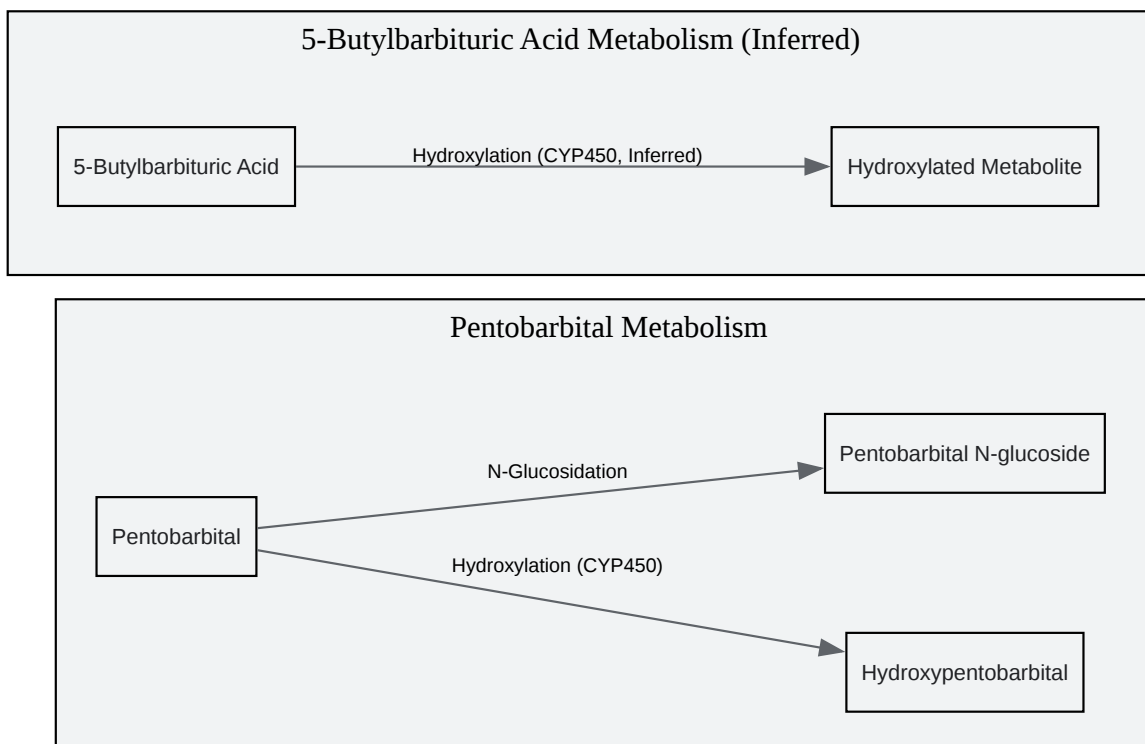 5-Butylbarbituric Acid Metabolism (Inferred)
5-Butylbarbituric Acid
Hydroxylation (CYP450, Inferred)
Hydroxylated Metabolite
Pentobarbital Metabolism
Pentobarbital
N-Glucosidation
Pentobarbital N-glucoside
Hydroxylation (CYP450)
Hydroxypentobarbital